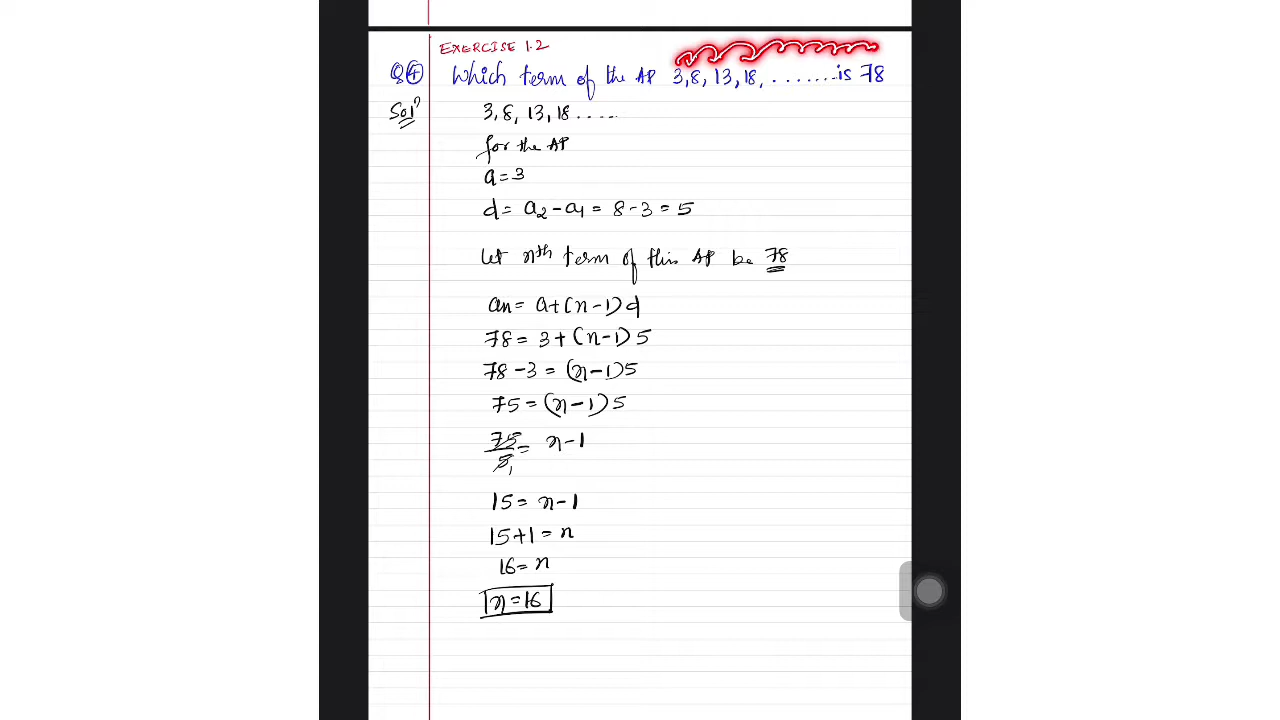 EXERCISE 1.2
Q4 Which term of the AP 3,8,13,18,........is 78
Soln 3,8,13,18.....
for the AP
a=3
d= a2-a1= 8-3=5
Let nth term of this AP be 78
an= a+(n-1)d
78= 3+(n-1)5
78-3=(n-1)5
75=(n-1)5
75/5= n-1
15= n-1
15+1=n
16=n
n=16